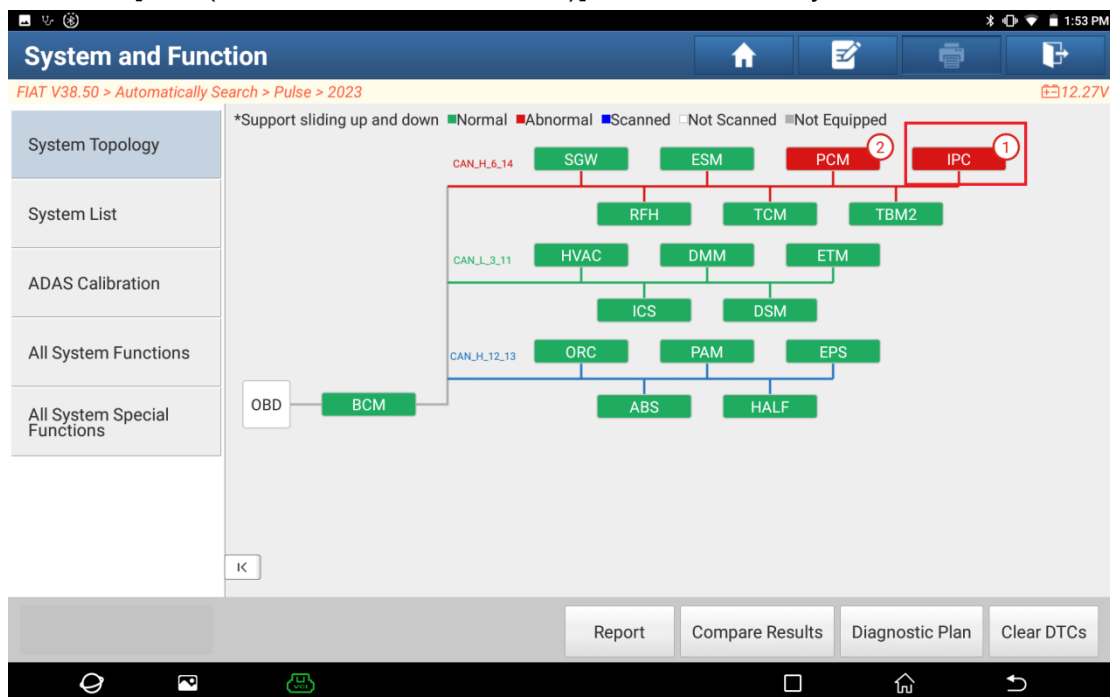 1:53 PM
System and Function
FIAT V38.50 > Automatically Search > Pulse > 2023
12.27V
*Support sliding up and down Normal Abnormal Scanned Not Scanned Not Equipped
System Topology
System List
ADAS Calibration
All System Functions
All System Special
Functions
CAN_H_6_14 SGW ESM PCM 2 IPC 1
RFH TCM TBM2
CAN_L_3_11 HVAC DMM ETM
ICS DSM
CAN_H_12_13 ORC PAM EPS
OBD BCM ABS HALF
Report Compare Results Diagnostic Plan Clear DTCs
VCI